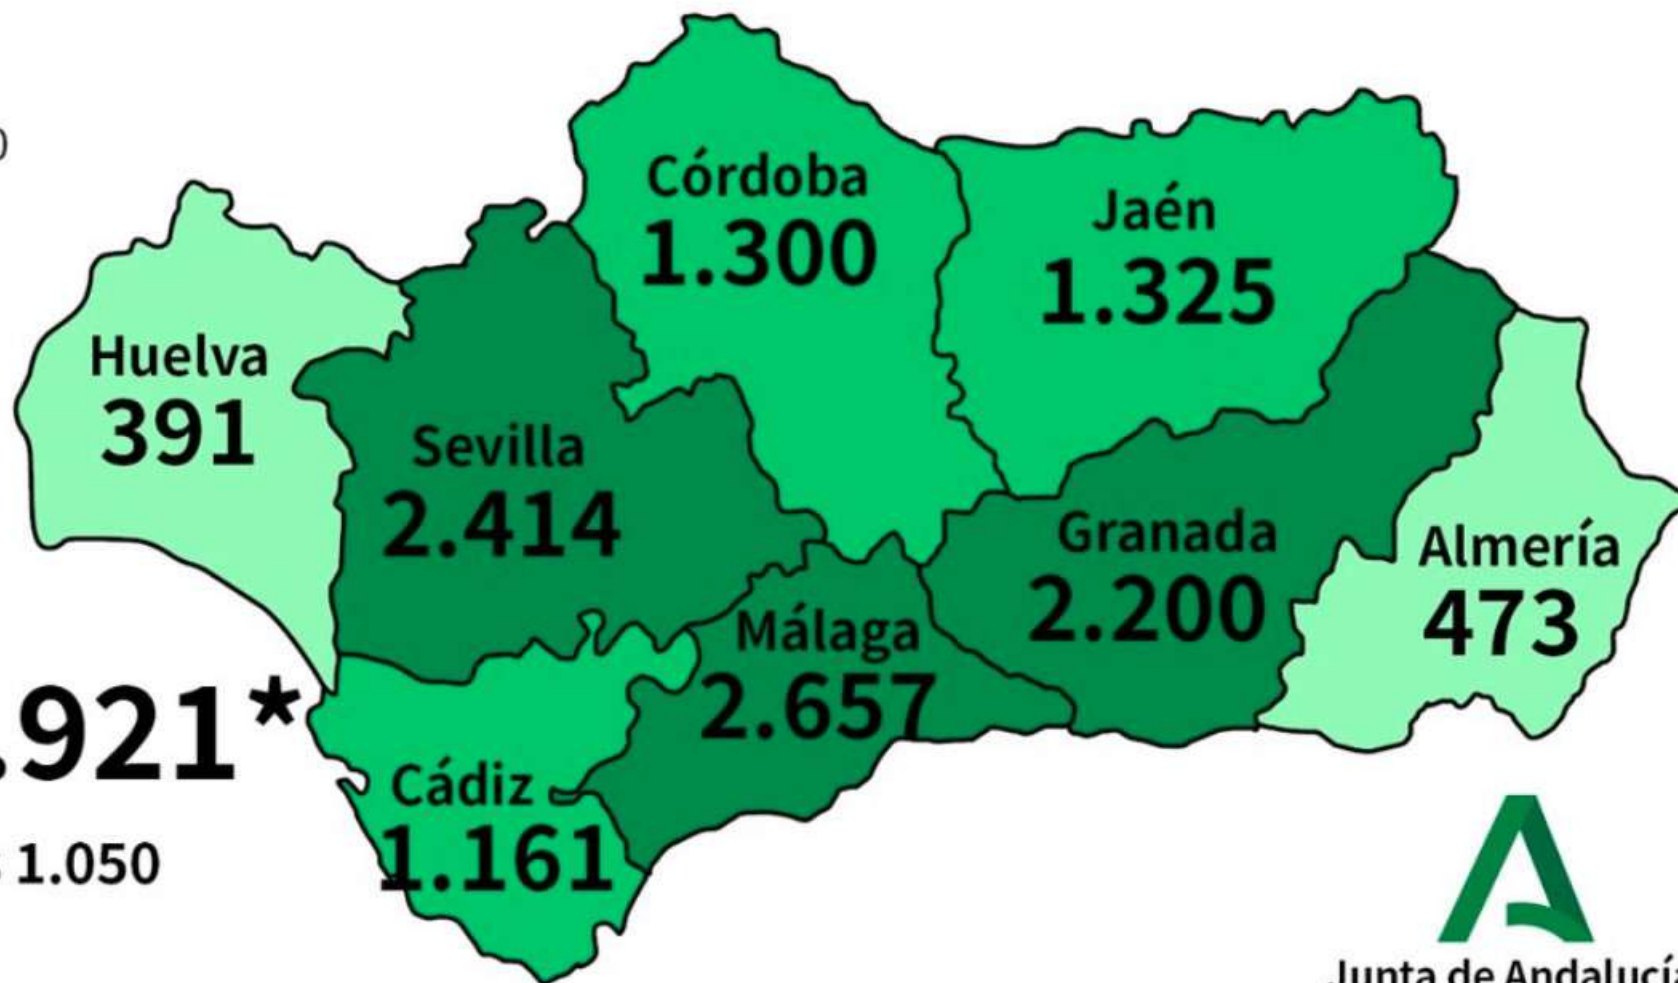 Córdoba
1.300
Jaén
1.325
Huelva
391
Sevilla
2.414
Granada
2.200
Almería
473
Málaga
2.657
.921*
Cádiz
1.161
1.050
Junta de Andalucía